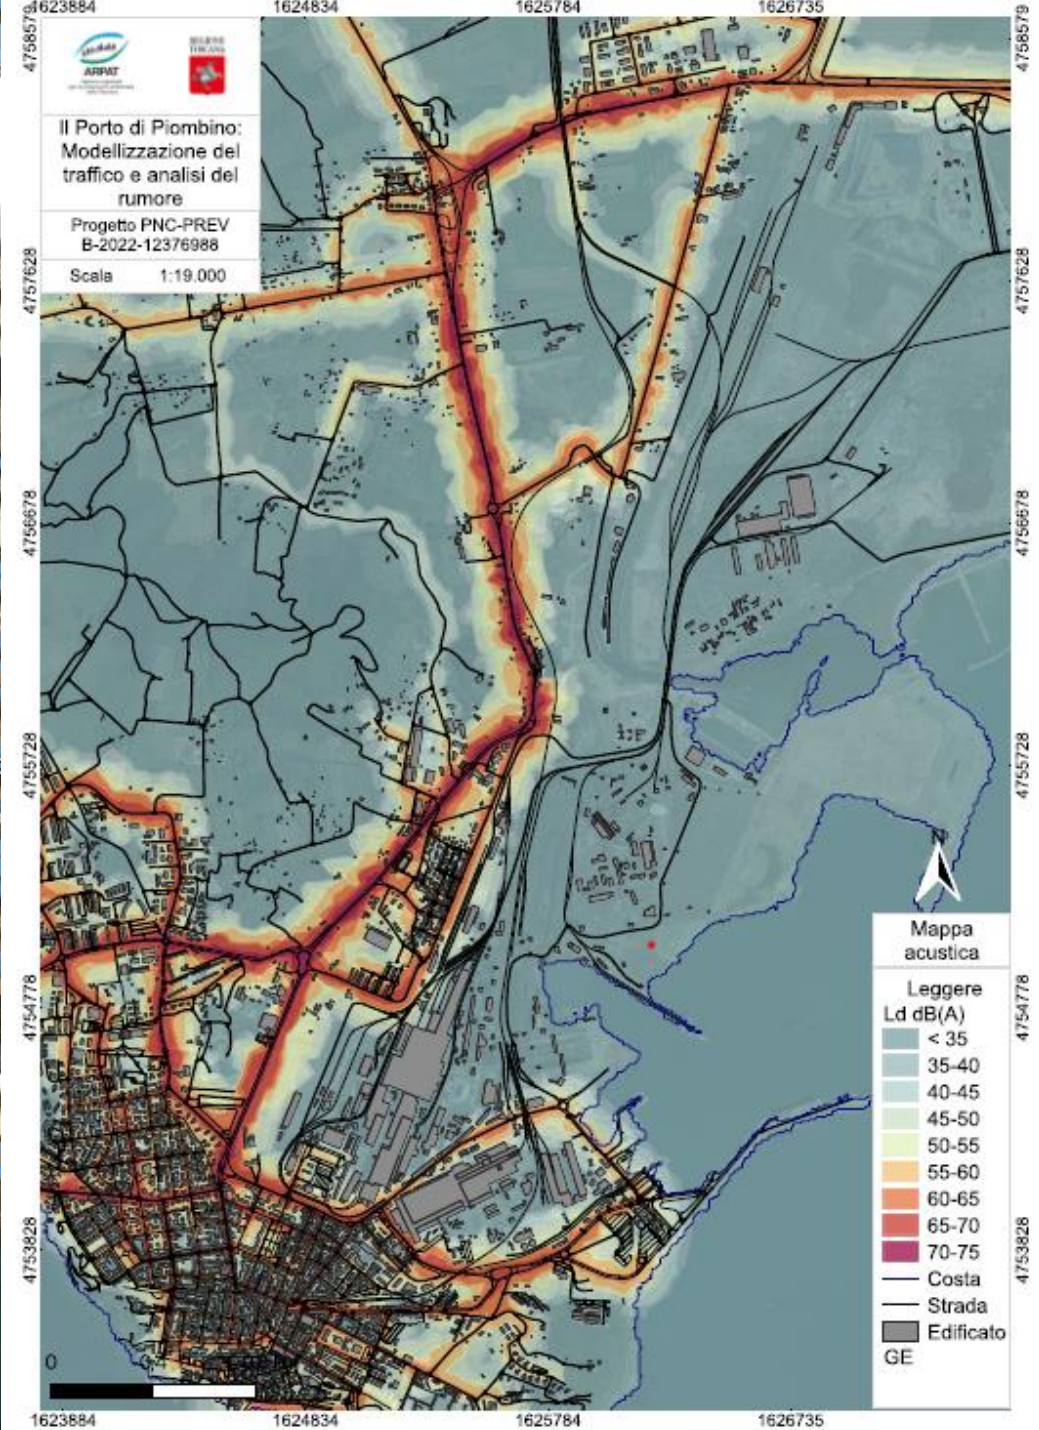 1623884
1624834
1625784
1626735
4758579
4758579
ARPAT
REGIONE
TOSCANA
Il Porto di Piombino:
Modellizzazione del
traffico e analisi del
rumore
Progetto PNC-PREV
B-2022-12376988
Scala 1:19.000
4757628
4757628
4756678
4756678
4755728
4755728
4754778
4754778
4753828
4753828
Mappa
acustica
Leggere
Ld dB(A)
< 35
35-40
40-45
45-50
50-55
55-60
60-65
65-70
70-75
Costa
Strada
Edificato
GE
0
1623884
1624834
1625784
1626735